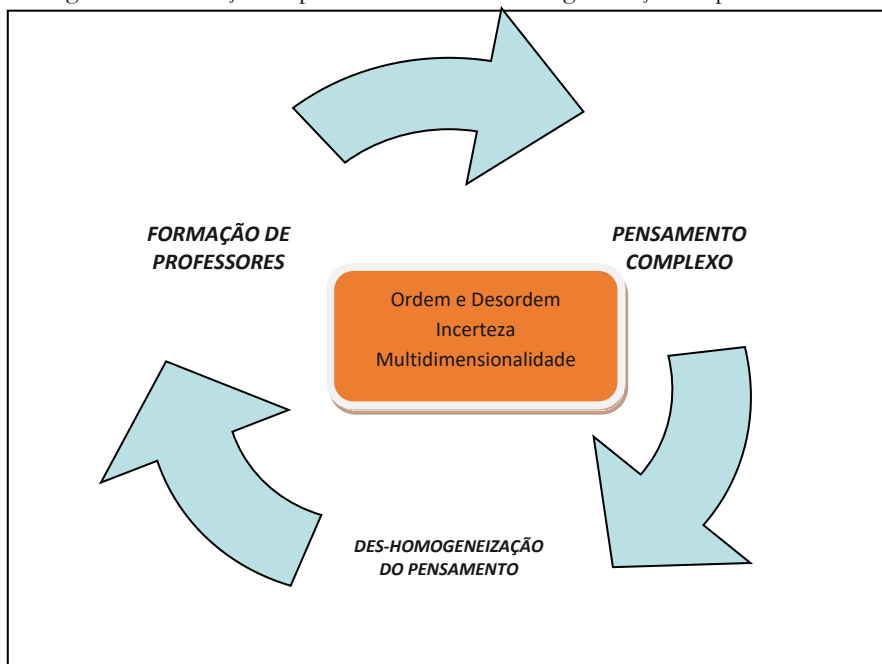 FORMAÇÃO DE
PROFESSORES
PENSAMENTO
COMPLEXO
Ordem e Desordem
Incerteza
Multidimensionalidade
DES-HOMOGENEIZAÇÃO
DO PENSAMENTO